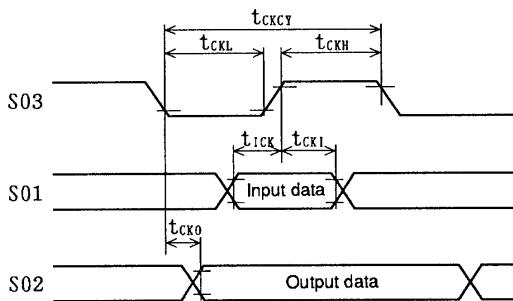 tCKCY
tCKL
tCKH
S03
tICK
tCKI
S01
Input data
tCKO
S02
Output data